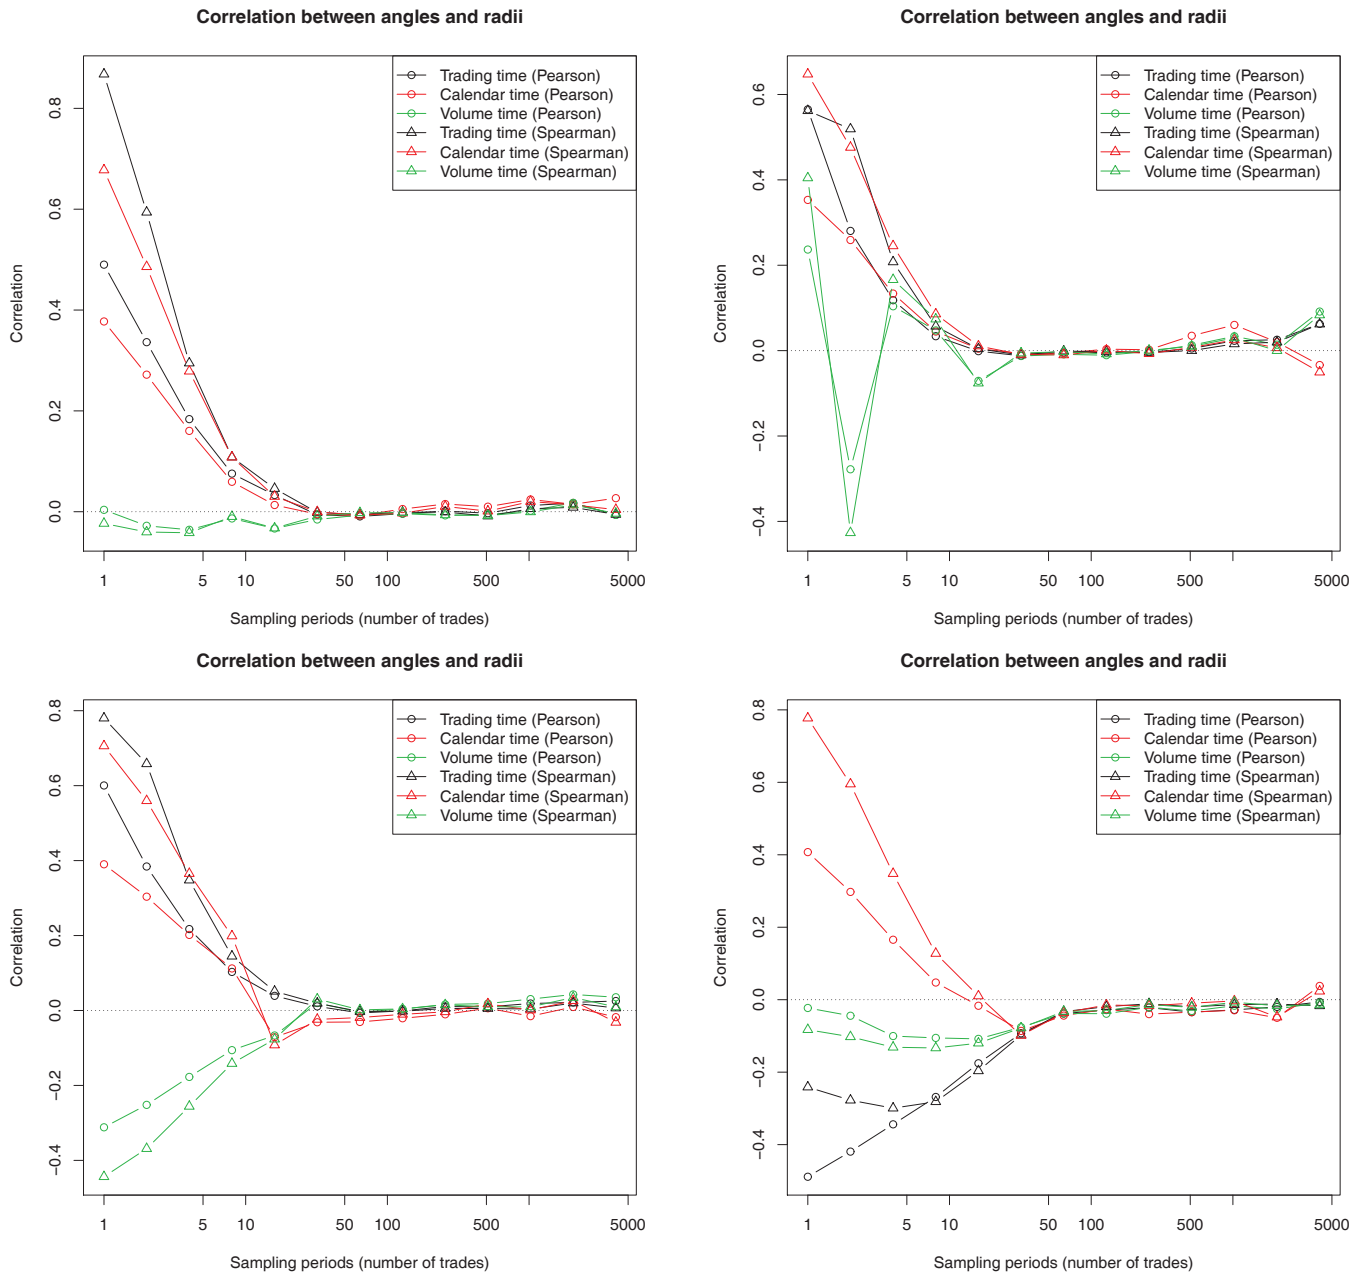 Correlation between angles and radii
Trading time (Pearson)
Calendar time (Pearson)
Volume time (Pearson)
Trading time (Spearman)
Calendar time (Spearman)
Volume time (Spearman)
Correlation
0.8
0.6
0.4
0.2
0.0
1
5
10
50
100
500
5000
Sampling periods (number of trades)
Correlation between angles and radii
Trading time (Pearson)
Calendar time (Pearson)
Volume time (Pearson)
Trading time (Spearman)
Calendar time (Spearman)
Volume time (Spearman)
Correlation
0.6
0.4
0.2
0.0
−0.2
−0.4
1
5
10
50
100
500
5000
Sampling periods (number of trades)
Correlation between angles and radii
Trading time (Pearson)
Calendar time (Pearson)
Volume time (Pearson)
Trading time (Spearman)
Calendar time (Spearman)
Volume time (Spearman)
Correlation
0.8
0.6
0.4
0.2
0.0
−0.2
−0.4
1
5
10
50
100
500
5000
Sampling periods (number of trades)
Correlation between angles and radii
Trading time (Pearson)
Calendar time (Pearson)
Volume time (Pearson)
Trading time (Spearman)
Calendar time (Spearman)
Volume time (Spearman)
Correlation
0.8
0.6
0.4
0.2
0.0
−0.2
−0.4
1
5
10
50
100
500
5000
Sampling periods (number of trades)